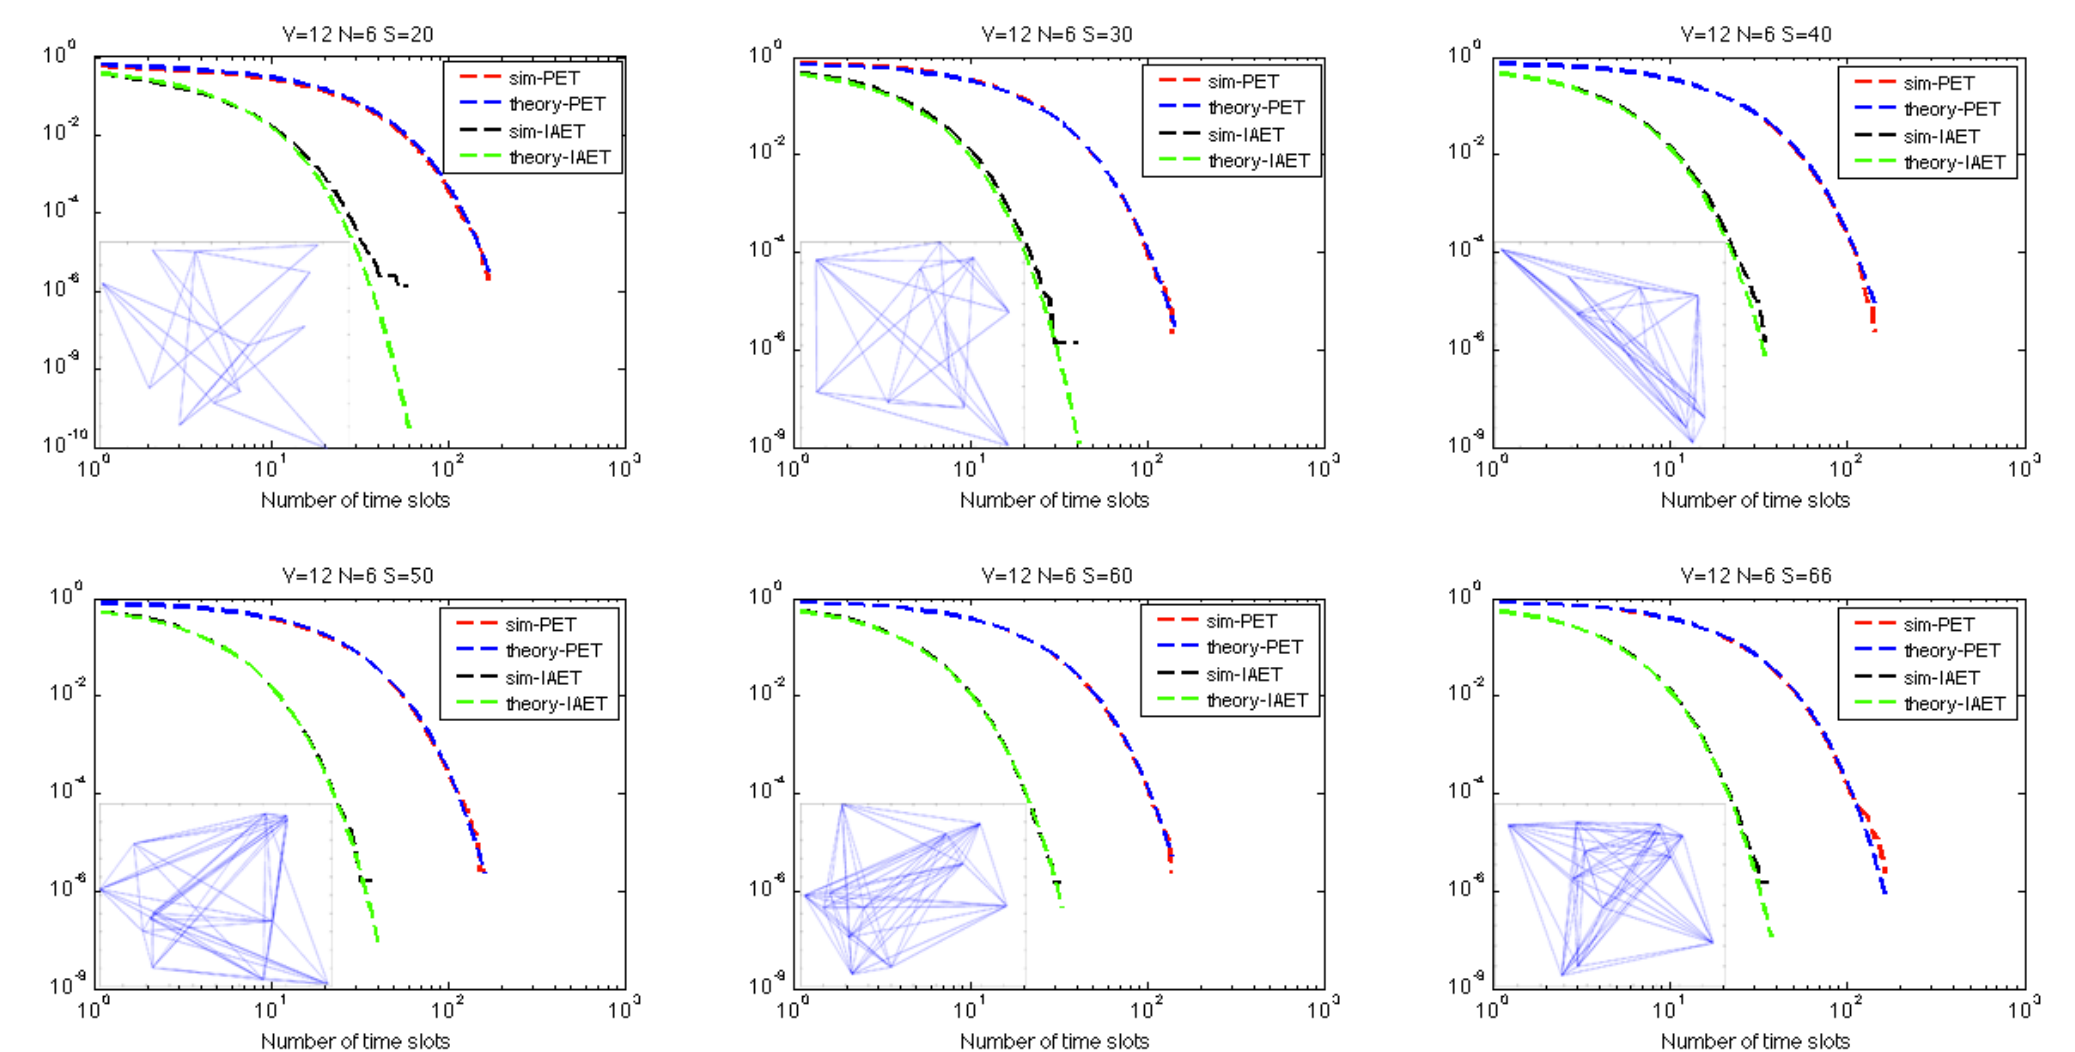 V=12 N=6 S=20
10^0
10^-2
10^-4
10^-6
10^-8
10^-10
sim-PET
theory-PET
sim-IAET
theory-IAET
10^0 10^1 10^2 10^3
Number of time slots
V=12 N=6 S=30
10^0
10^-2
10^-4
10^-6
10^-8
sim-PET
theory-PET
sim-IAET
theory-IAET
10^0 10^1 10^2 10^3
Number of time slots
V=12 N=6 S=40
10^0
10^-2
10^-4
10^-6
10^-8
sim-PET
theory-PET
sim-IAET
theory-IAET
10^0 10^1 10^2 10^3
Number of time slots
V=12 N=6 S=50
10^0
10^-2
10^-4
10^-6
10^-8
sim-PET
theory-PET
sim-IAET
theory-IAET
10^0 10^1 10^2 10^3
Number of time slots
V=12 N=6 S=60
10^0
10^-2
10^-4
10^-6
10^-8
sim-PET
theory-PET
sim-IAET
theory-IAET
10^0 10^1 10^2 10^3
Number of time slots
V=12 N=6 S=66
10^0
10^-2
10^-4
10^-6
10^-8
sim-PET
theory-PET
sim-IAET
theory-IAET
10^0 10^1 10^2 10^3
Number of time slots